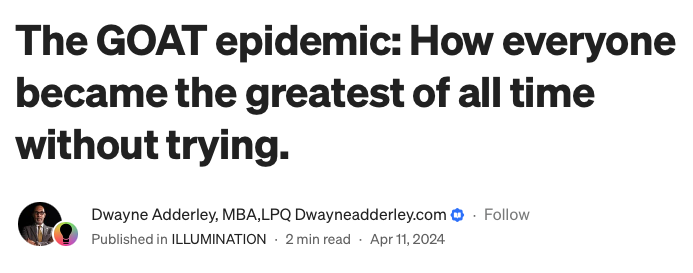 The GOAT epidemic: How everyone
became the greatest of all time
without trying.
Dwayne Adderley, MBA,LPQ Dwayneadderley.com · Follow
Published in ILLUMINATION · 2 min read · Apr 11, 2024